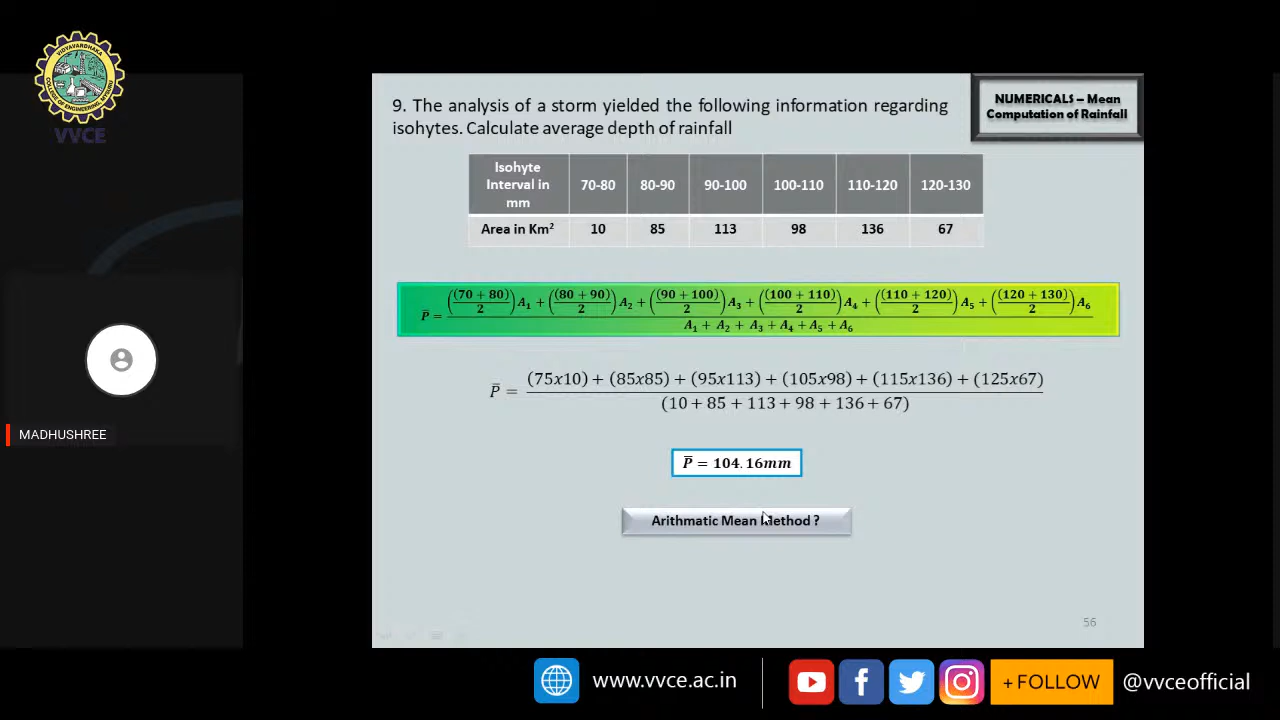 VIDYAVARDHAKA
COLLEGE OF ENGINEERING, MYSURU
VVCE
NUMERICALS – Mean
Computation of Rainfall
9. The analysis of a storm yielded the following information regarding
isohytes. Calculate average depth of rainfall
Isohyte Interval in mm 70-80 80-90 90-100 100-110 110-120 120-130
Area in Km² 10 85 113 98 136 67
P̄ = (((70 + 80)/2) A₁ + ((80 + 90)/2) A₂ + ((90 + 100)/2) A₃ + ((100 + 110)/2) A₄ + ((110 + 120)/2) A₅ + ((120 + 130)/2) A₆) / (A₁ + A₂ + A₃ + A₄ + A₅ + A₆)
P̄ = ((75x10) + (85x85) + (95x113) + (105x98) + (115x136) + (125x67)) / (10 + 85 + 113 + 98 + 136 + 67)
P̄ = 104.16mm
Arithmatic Mean Method ?
MADHUSHREE
56
www.vvce.ac.in
+ FOLLOW
@vvceofficial